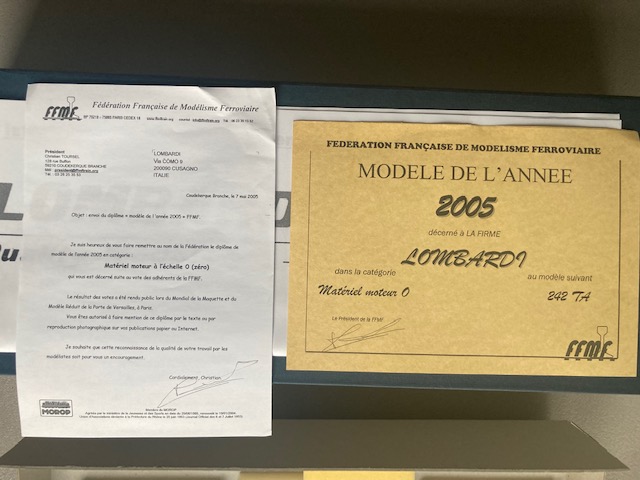 FFMF
Fédération Française de Modélisme Ferroviaire
Président
Christian TOURSEL
COUDEKERQUE BRANCHE
LOMBARDI
Via COMO
200090 CUSAGNO
ITALIE
Coudekerque Branche, le 7 mai 2005
Objet : envoi du diplôme « modèle de l'année 2005 » FFMF.
Je suis heureux de vous faire remettre au nom de la Fédération le diplôme de
modèle de l'année 2005 en catégorie :
Matériel moteur à l'échelle 0 (zéro)
qui vous est décerné suite au vote des adhérents de la FFMF.
Le résultat des votes a été rendu public lors du Mondial de la Maquette et du
Modèle Réduit de la Porte de Versailles, à Paris.
Vous êtes autorisé à faire mention de ce diplôme par le texte ou par
reproduction photographique sur vos publications papier ou Internet.
Je souhaite que cette reconnaissance de la qualité de votre travail par les
modélistes soit pour vous un encouragement.
Cordialement, Christian
MOROP
Membre du MOROP
FEDERATION FRANÇAISE DE MODELISME FERROVIAIRE
MODELE DE L'ANNEE
2005
décerné à LA FIRME
LOMBARDI
dans la catégorie
au modèle suivant
Matériel moteur O
242 TA
Le Président de la FFMF
FFMF